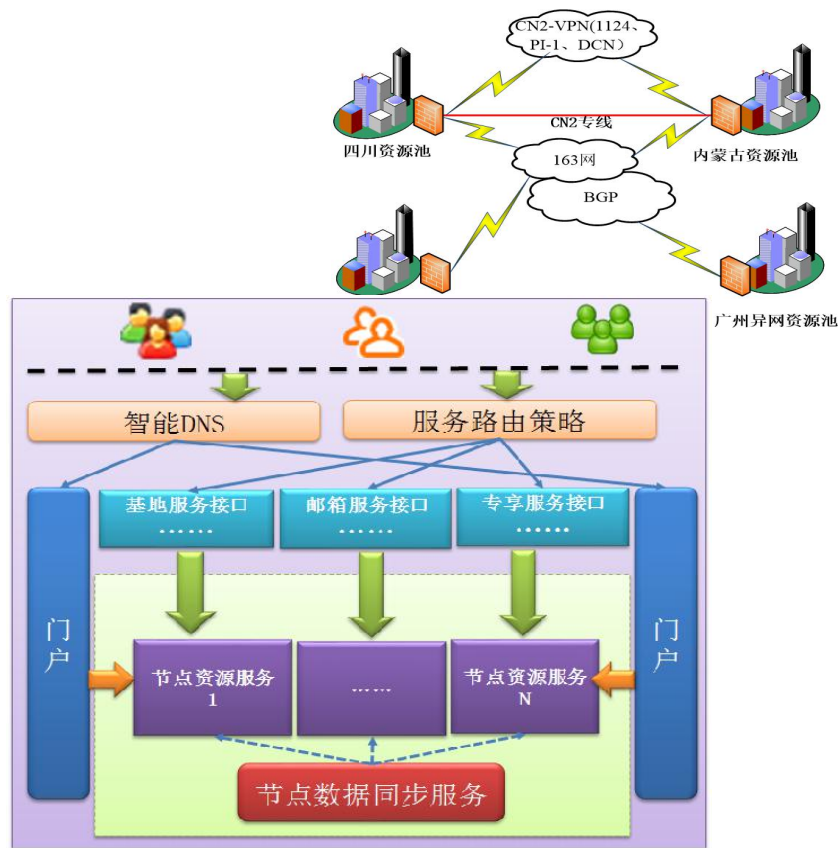 CN2-VPN(1124、
PI-1、DCN）
CN2专线
四川资源池
163网
内蒙古资源池
BGP
广州异网资源池
智能DNS
服务路由策略
基地服务接口
……
邮箱服务接口
……
专享服务接口
……
门户
门户
节点资源服务
1
……
节点资源服务
N
节点数据同步服务